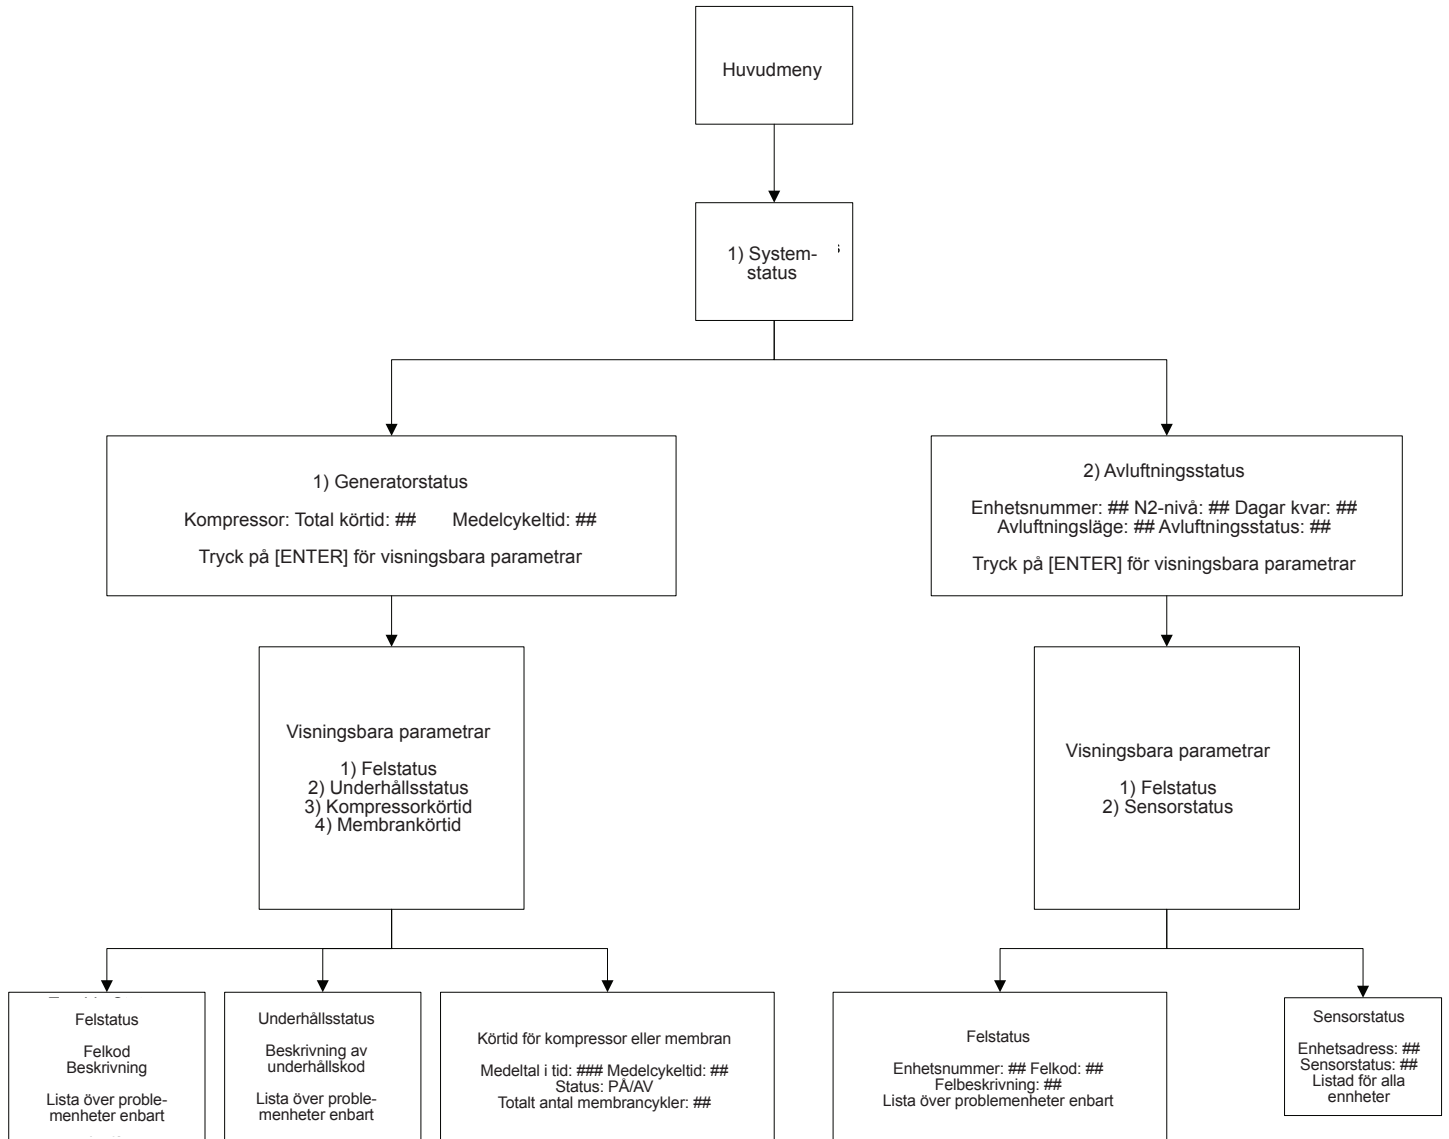 Huvudmeny
1) System-
status
1) Generatorstatus
Kompressor: Total körtid: ## Medelcykeltid: ##
Tryck på [ENTER] för visningsbara parametrar
2) Avluftningsstatus
Enhetsnummer: ## N2-nivå: ## Dagar kvar: ##
Avluftningsläge: ## Avluftningsstatus: ##
Tryck på [ENTER] för visningsbara parametrar
Visningsbara parametrar
1) Felstatus
2) Underhållsstatus
3) Kompressorkörtid
4) Membrankörtid
Visningsbara parametrar
1) Felstatus
2) Sensorstatus
Felstatus
Felkod
Beskrivning
Lista över proble-
menheter enbart
Underhållsstatus
Beskrivning av
underhållskod
Lista över proble-
menheter enbart
Körtid för kompressor eller membran
Medeltal i tid: ### Medelcykeltid: ##
Status: PÅ/AV
Totalt antal membrancykler: ##
Felstatus
Enhetsnummer: ## Felkod: ##
Felbeskrivning: ##
Lista över problemenheter enbart
Sensorstatus
Enhetsadress: ##
Sensorstatus: ##
Listad för alla
ennheter